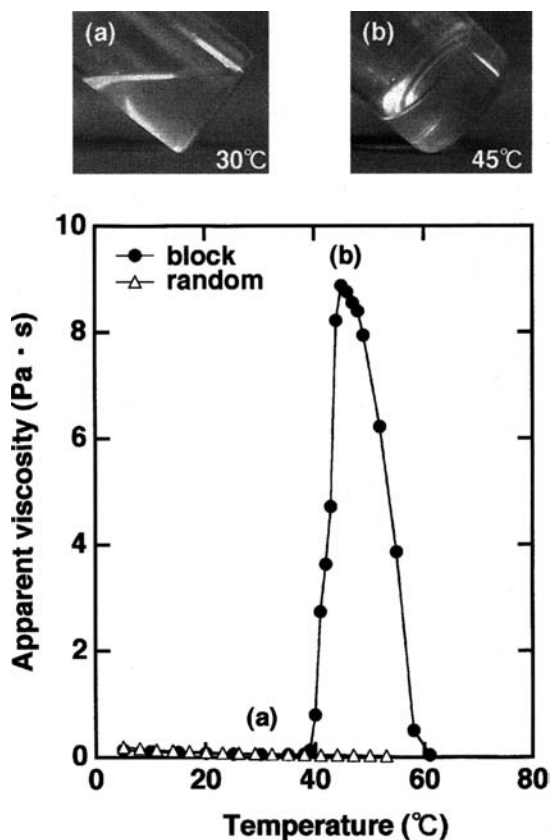 (a)
30℃
(b)
45℃
10
8
6
4
2
0
block
random
(b)
(a)
0
20
40
60
80
Apparent viscosity (Pa · s)
Temperature (℃)